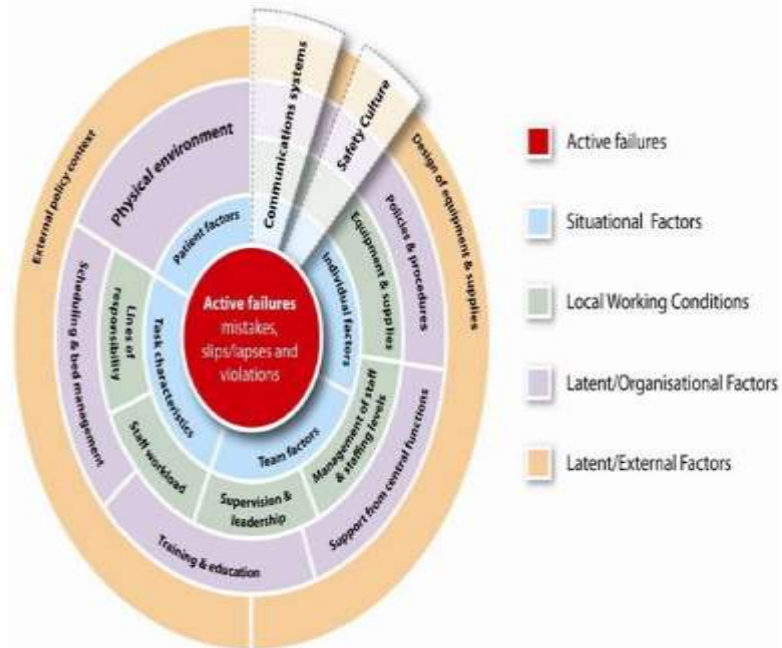 Communications systems
Safety Culture
External policy context
Design of equipment & supplies
Physical environment
Policies & procedures
Patient factors
Equipment & supplies
Individual factors
Scheduling & bed management
Lines of
responsibility
Task characteristics
Active failures
mistakes,
slips/lapses and
violations
Staff workload
Team factors
Management of staff
& staffing levels
Supervision &
leadership
Support from central functions
Training & education
Active failures
Situational Factors
Local Working Conditions
Latent/Organisational Factors
Latent/External Factors